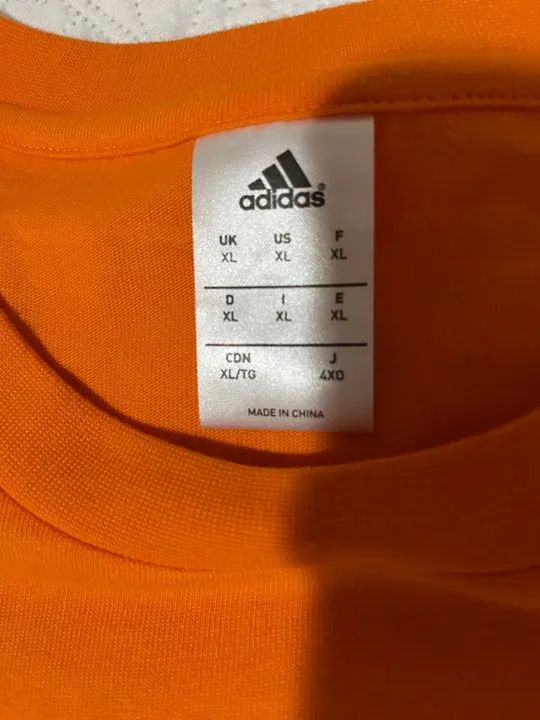 adidas®
UK US F
XL XL XL
D I E
XL XL XL
CDN J
XL/TG 4XO
MADE IN CHINA